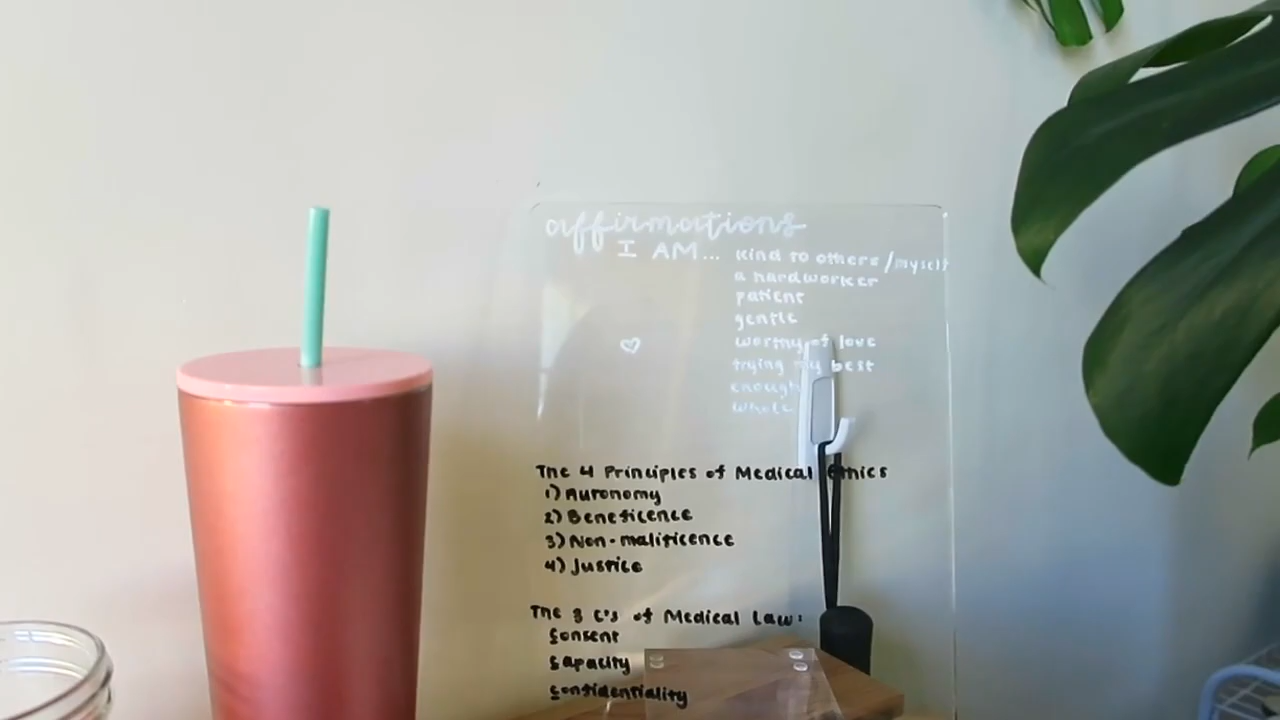 affirmations
I AM... kind to others/myself
a hardworker
patient
gentle
worthy of love
trying my best
enough
whole
The 4 Principles of Medical Ethics
1) Autonomy
2) Beneficence
3) Non-malificence
4) Justice
The 3 C's of Medical Law:
Consent
Capacity
Confidentiality